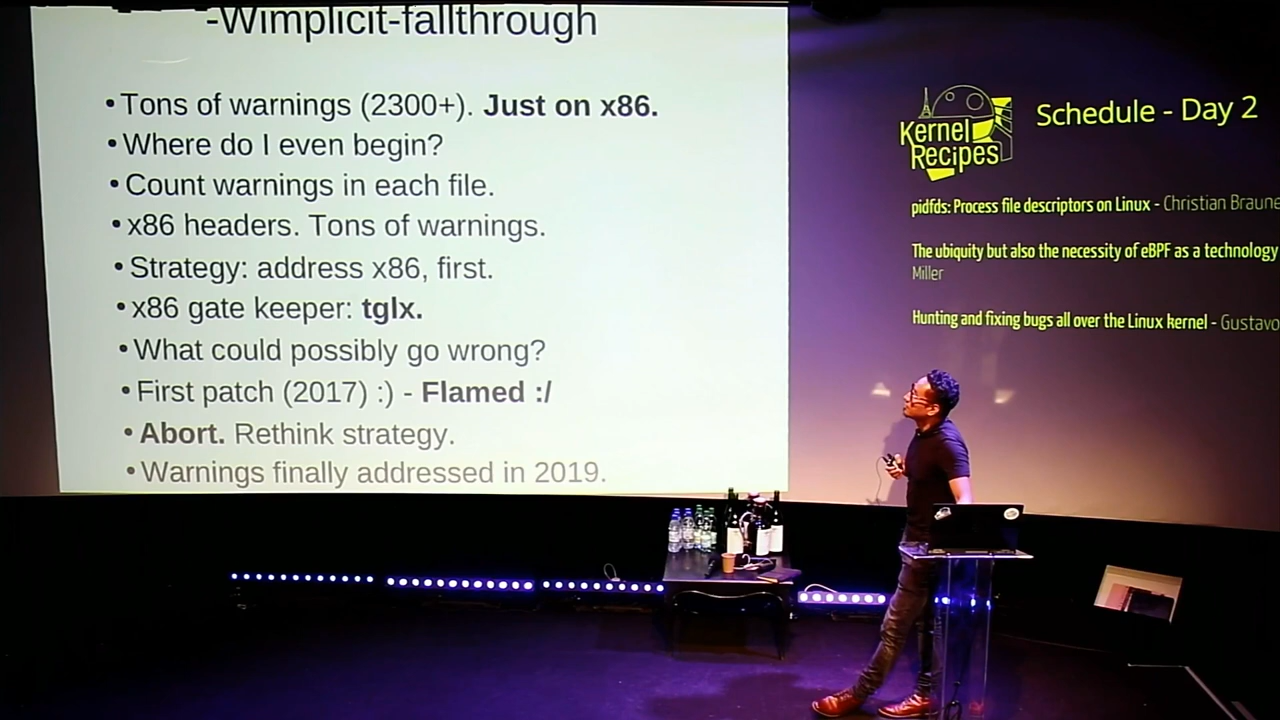 -Wimplicit-fallthrough
• Tons of warnings (2300+). Just on x86.
• Where do I even begin?
• Count warnings in each file.
• x86 headers. Tons of warnings.
• Strategy: address x86, first.
• x86 gate keeper: tglx.
• What could possibly go wrong?
• First patch (2017) :) - Flamed :/
• Abort. Rethink strategy.
• Warnings finally addressed in 2019.
Kernel
Recipes
Schedule - Day 2
pidfds: Process file descriptors on Linux - Christian Braune
The ubiquity but also the necessity of eBPF as a technology
Miller
Hunting and fixing bugs all over the Linux kernel - Gustavo